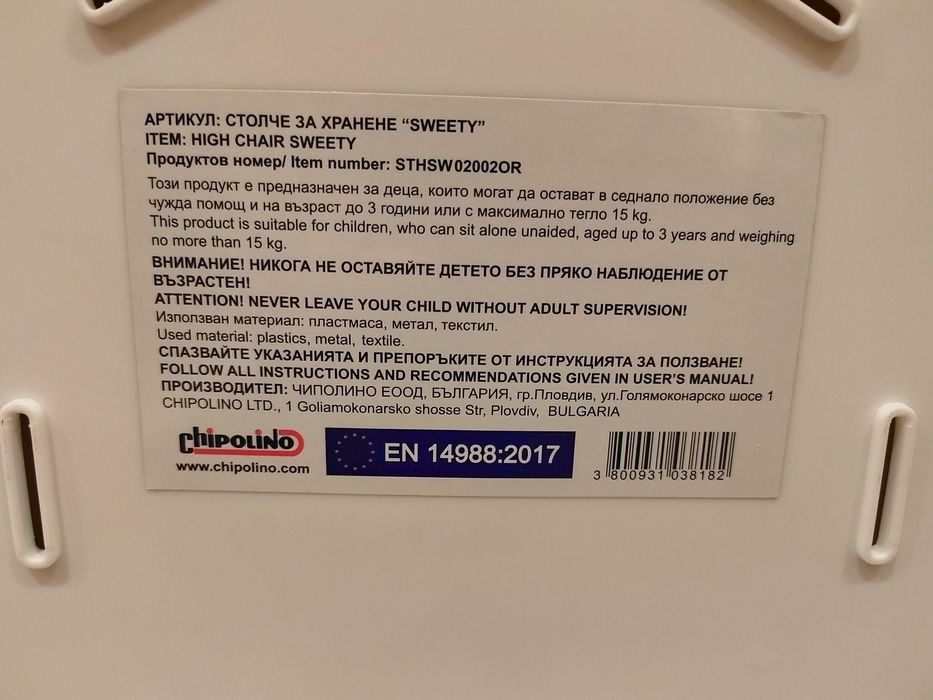 АРТИКУЛ: СТОЛЧЕ ЗА ХРАНЕНЕ “SWEETY”
ITEM: HIGH CHAIR SWEETY
Продуктов номер/ Item number: STHSW02002OR
Този продукт е предназначен за деца, които могат да остават в седнало положение без
чужда помощ и на възраст до 3 години или с максимално тегло 15 kg.
This product is suitable for children, who can sit alone unaided, aged up to 3 years and weighing
no more than 15 kg.
ВНИМАНИЕ! НИКОГА НЕ ОСТАВЯЙТЕ ДЕТЕТО БЕЗ ПРЯКО НАБЛЮДЕНИЕ ОТ
ВЪЗРАСТЕН!
ATTENTION! NEVER LEAVE YOUR CHILD WITHOUT ADULT SUPERVISION!
Използван материал: пластмаса, метал, текстил.
Used material: plastics, metal, textile.
СПАЗВАЙТЕ УКАЗАНИЯТА И ПРЕПОРЪКИТЕ ОТ ИНСТРУКЦИЯТА ЗА ПОЛЗВАНЕ!
FOLLOW ALL INSTRUCTIONS AND RECOMMENDATIONS GIVEN IN USER’S MANUAL!
ПРОИЗВОДИТЕЛ: ЧИПОЛИНО ЕООД, БЪЛГАРИЯ, гр.Пловдив, ул.Голямоконарско шосе 1
CHIPOLINO LTD., 1 Goliamokonarsko shosse Str, Plovdiv, BULGARIA
chipolino
www.chipolino.com
EN 14988:2017
3 800931 038182